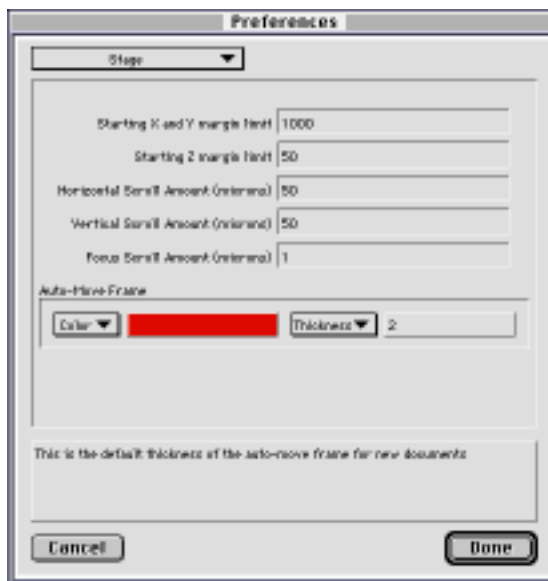 Preferences
Stage
Starting X and Y margin limit 1000
Starting Z margin limit 50
Horizontal Scroll Amount (microns) 50
Vertical Scroll Amount (microns) 50
Focus Scroll Amount (microns) 1
Auto-Move Frame
Color Thickness 2
This is the default thickness of the auto-move frame for new documents
Cancel Done